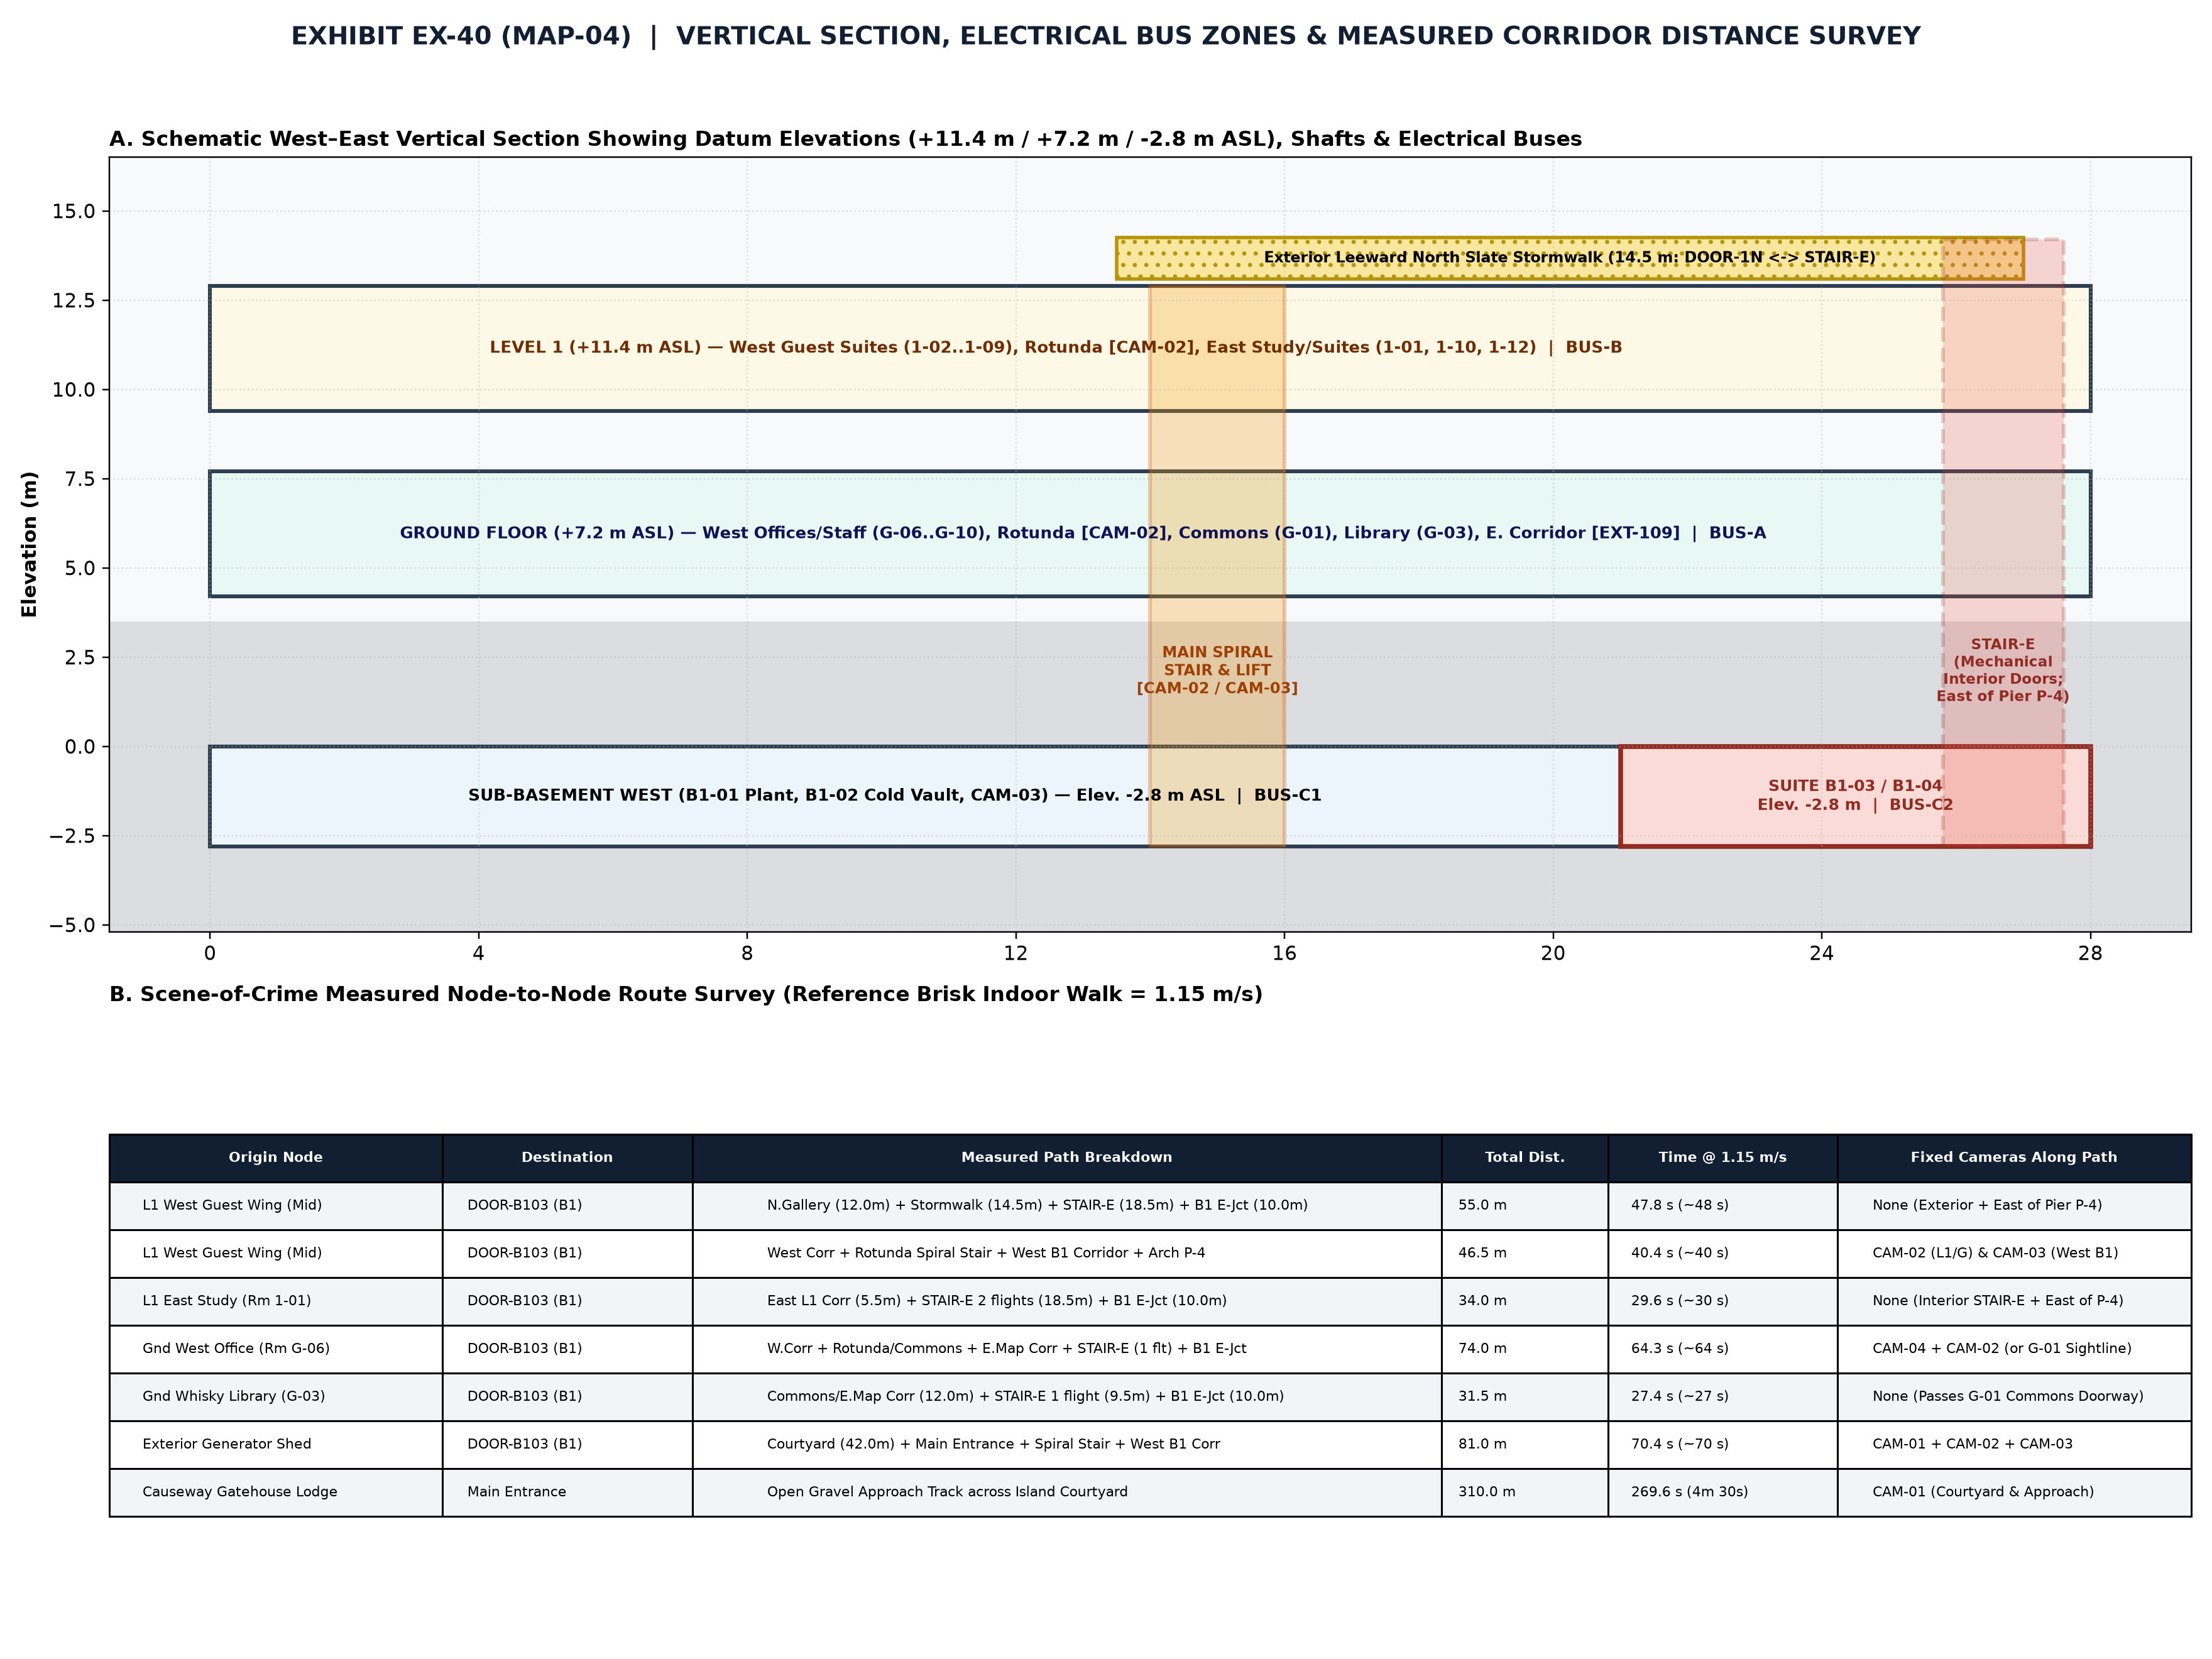 EXHIBIT EX-40 (MAP-04)  |  VERTICAL SECTION, ELECTRICAL BUS ZONES & MEASURED CORRIDOR DISTANCE SURVEY
A. Schematic West–East Vertical Section Showing Datum Elevations (+11.4 m / +7.2 m / -2.8 m ASL), Shafts & Electrical Buses
Elevation (m)
15.0
12.5
10.0
7.5
5.0
2.5
0.0
−2.5
−5.0
Exterior Leeward North Slate Stormwalk (14.5 m: DOOR-1N <-> STAIR-E)
LEVEL 1 (+11.4 m ASL) — West Guest Suites (1-02..1-09), Rotunda [CAM-02], East Study/Suites (1-01, 1-10, 1-12)  |  BUS-B
GROUND FLOOR (+7.2 m ASL) — West Offices/Staff (G-06..G-10), Rotunda [CAM-02], Commons (G-01), Library (G-03), E. Corridor [EXT-109]  |  BUS-A
MAIN SPIRAL
STAIR & LIFT
[CAM-02 / CAM-03]
STAIR-E
(Mechanical
Interior Doors;
East of Pier P-4)
SUB-BASEMENT WEST (B1-01 Plant, B1-02 Cold Vault, CAM-03) — Elev. -2.8 m ASL  |  BUS-C1
SUITE B1-03 / B1-04
Elev. -2.8 m  |  BUS-C2
0 4 8 12 16 20 24 28
B. Scene-of-Crime Measured Node-to-Node Route Survey (Reference Brisk Indoor Walk = 1.15 m/s)
Origin Node Destination Measured Path Breakdown Total Dist. Time @ 1.15 m/s Fixed Cameras Along Path
L1 West Guest Wing (Mid) DOOR-B103 (B1) N.Gallery (12.0m) + Stormwalk (14.5m) + STAIR-E (18.5m) + B1 E-Jct (10.0m) 55.0 m 47.8 s (~48 s) None (Exterior + East of Pier P-4)
L1 West Guest Wing (Mid) DOOR-B103 (B1) West Corr + Rotunda Spiral Stair + West B1 Corridor + Arch P-4 46.5 m 40.4 s (~40 s) CAM-02 (L1/G) & CAM-03 (West B1)
L1 East Study (Rm 1-01) DOOR-B103 (B1) East L1 Corr (5.5m) + STAIR-E 2 flights (18.5m) + B1 E-Jct (10.0m) 34.0 m 29.6 s (~30 s) None (Interior STAIR-E + East of P-4)
Gnd West Office (Rm G-06) DOOR-B103 (B1) W.Corr + Rotunda/Commons + E.Map Corr + STAIR-E (1 flt) + B1 E-Jct 74.0 m 64.3 s (~64 s) CAM-04 + CAM-02 (or G-01 Sightline)
Gnd Whisky Library (G-03) DOOR-B103 (B1) Commons/E.Map Corr (12.0m) + STAIR-E 1 flight (9.5m) + B1 E-Jct (10.0m) 31.5 m 27.4 s (~27 s) None (Passes G-01 Commons Doorway)
Exterior Generator Shed DOOR-B103 (B1) Courtyard (42.0m) + Main Entrance + Spiral Stair + West B1 Corr 81.0 m 70.4 s (~70 s) CAM-01 + CAM-02 + CAM-03
Causeway Gatehouse Lodge Main Entrance Open Gravel Approach Track across Island Courtyard 310.0 m 269.6 s (4m 30s) CAM-01 (Courtyard & Approach)